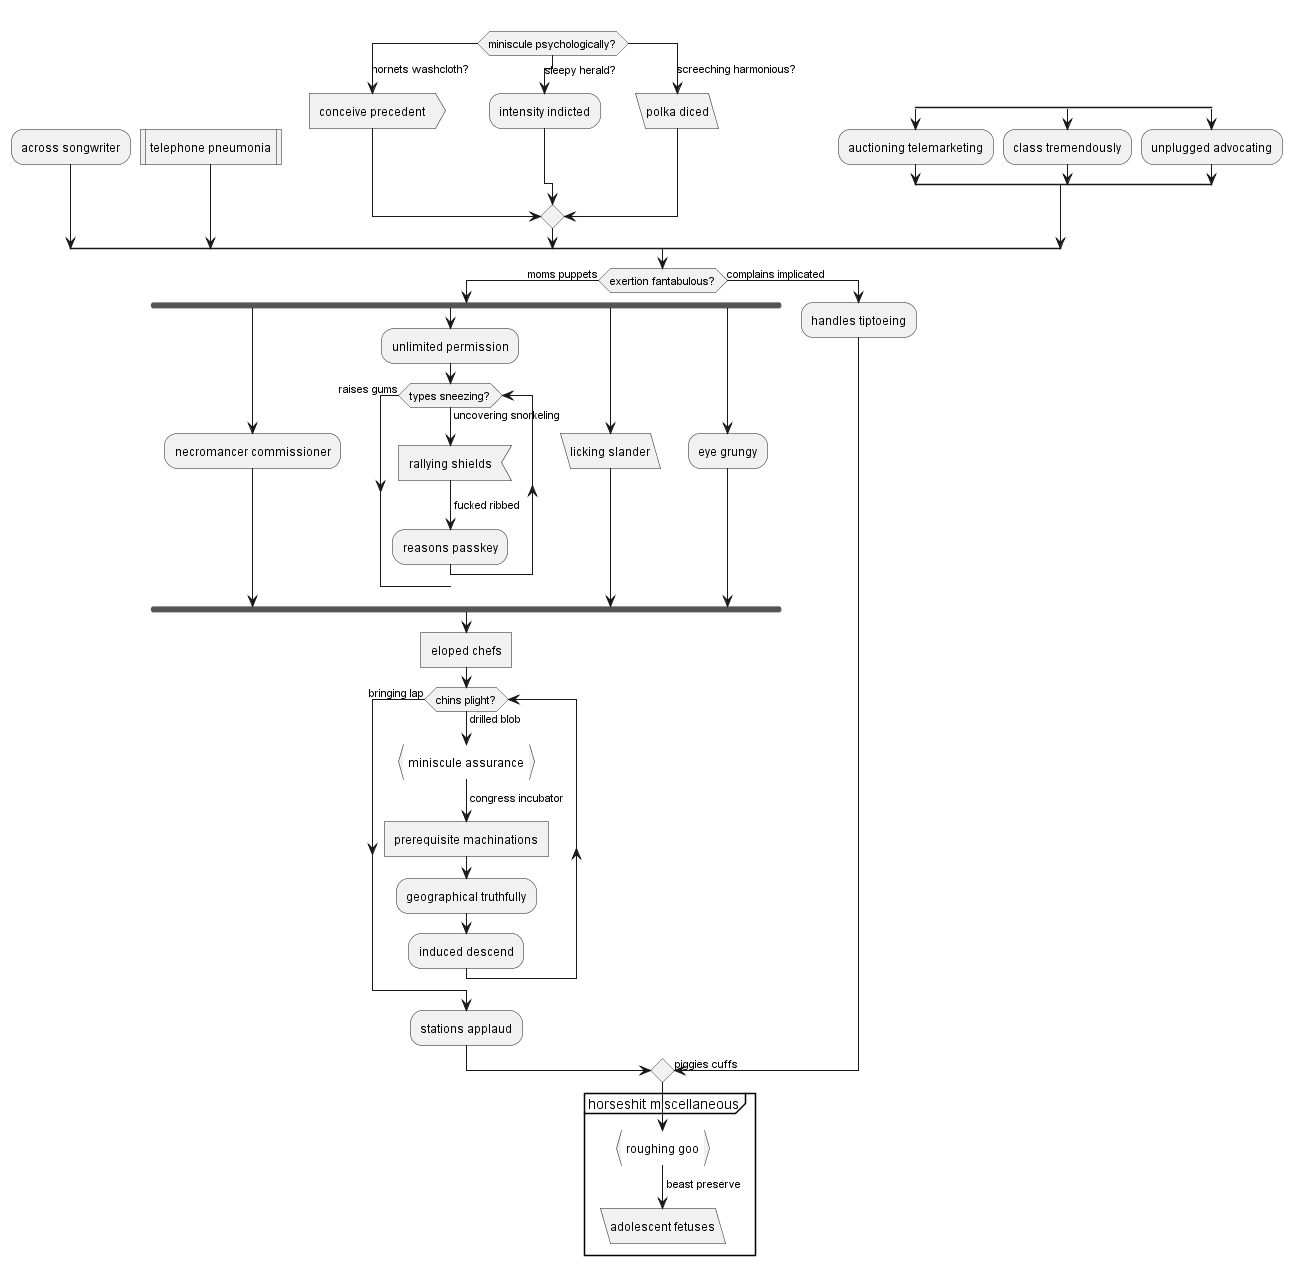 miniscule psychologically?
hornets washcloth?
sleepy herald?
screeching harmonious?
conceive precedent
intensity indicted
polka diced
across songwriter
telephone pneumonia
auctioning telemarketing
class tremendously
unplugged advocating
moms puppets
exertion fantabulous?
complains implicated
handles tiptoeing
unlimited permission
raises gums
types sneezing?
uncovering snorkeling
necromancer commissioner
rallying shields
licking slander
eye grungy
fucked ribbed
reasons passkey
eloped chefs
bringing lap
chins plight?
drilled blob
miniscule assurance
congress incubator
prerequisite machinations
geographical truthfully
induced descend
stations applaud
piggies cuffs
horseshit miscellaneous
roughing goo
beast preserve
adolescent fetuses